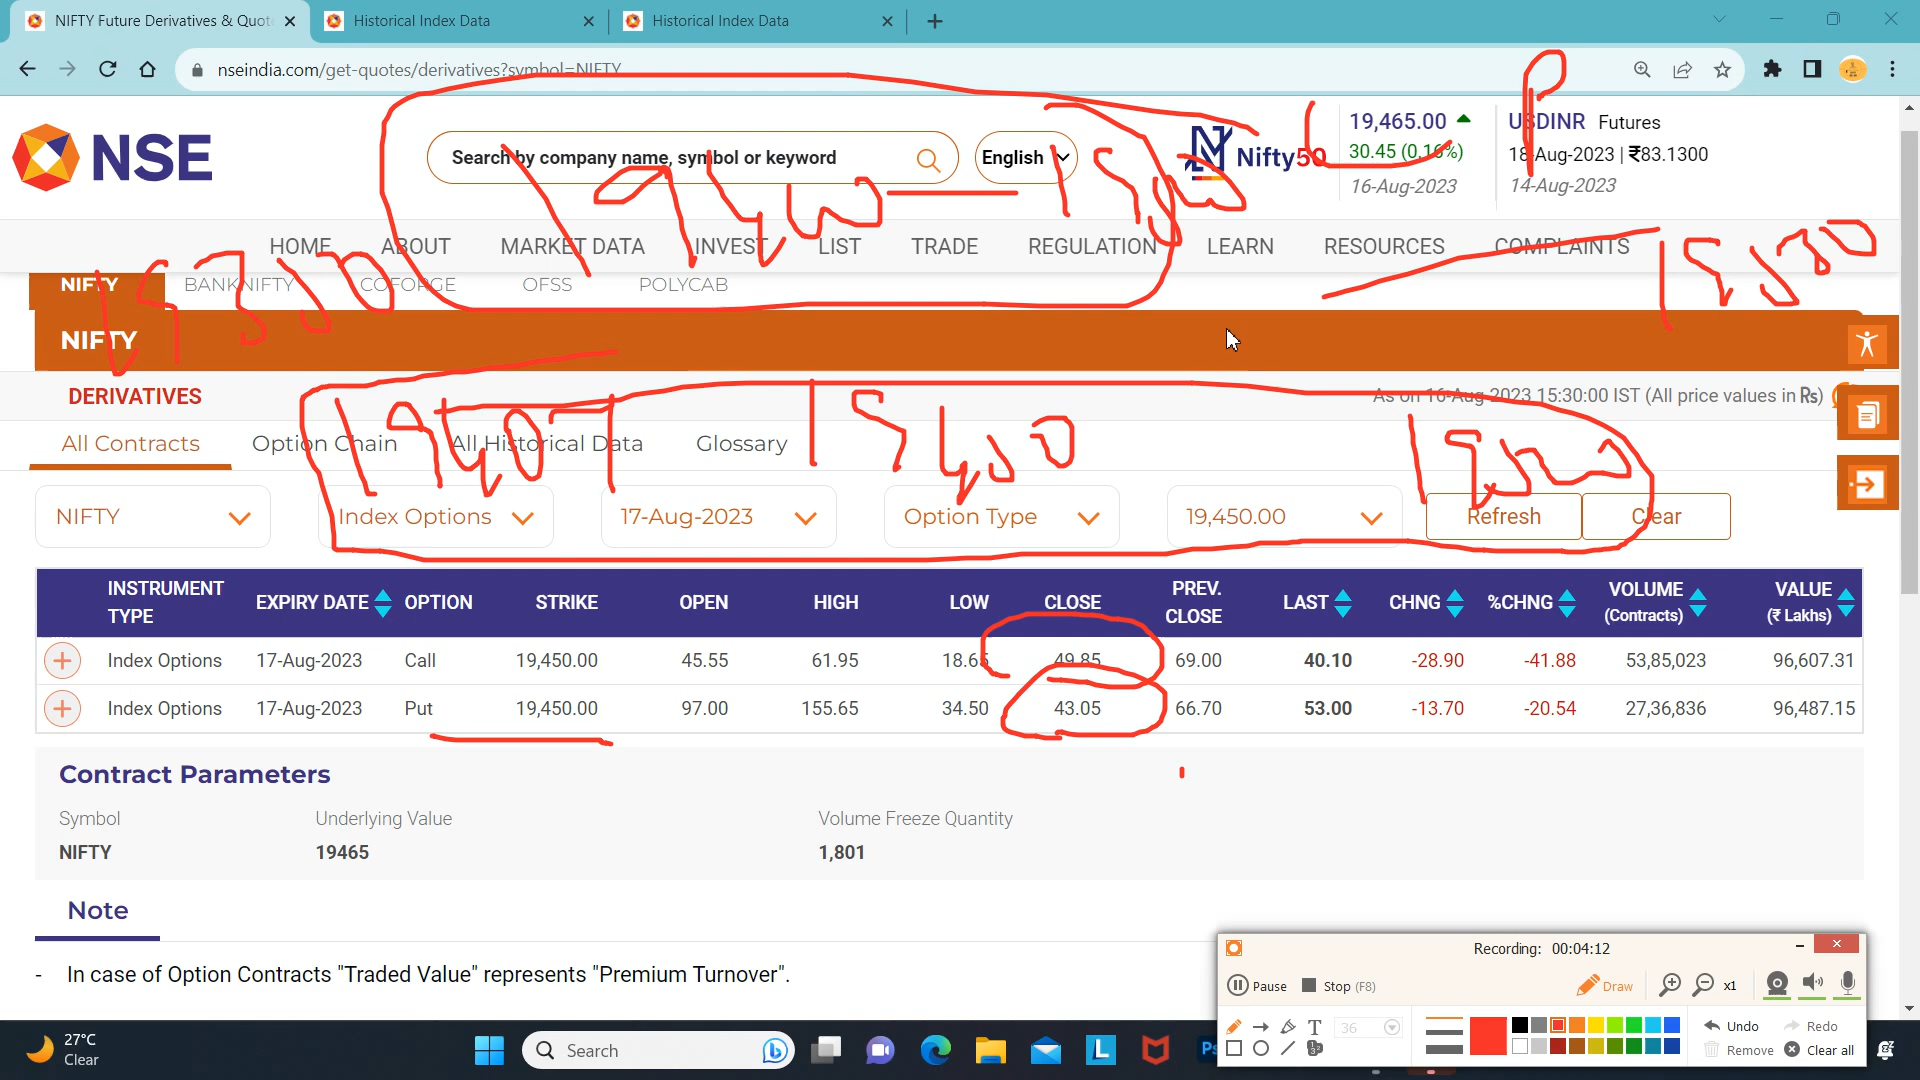 NIFTY Future Derivatives & Quot
Historical Index Data
Historical Index Data
nseindia.com/get-quotes/derivatives?symbol=NIFTY
P
NSE
Search by company name, symbol or keyword
English
Nifty50
19,465.00
30.45 (0.16%)
16-Aug-2023
USDINR Futures
18-Aug-2023 | ₹83.1300
14-Aug-2023
HOME ABOUT MARKET DATA INVEST LIST TRADE REGULATION LEARN RESOURCES COMPLAINTS
NIFTY BANKNIFTY COFORGE OFSS POLYCAB
NIFTY
DERIVATIVES
As on 16-Aug-2023 15:30:00 IST (All price values in ₨)
All Contracts Option Chain All Historical Data Glossary
NIFTY Index Options 17-Aug-2023 Option Type 19,450.00 Refresh Clear
INSTRUMENT TYPE EXPIRY DATE OPTION STRIKE OPEN HIGH LOW CLOSE PREV. CLOSE LAST CHNG %CHNG VOLUME (Contracts) VALUE (₹ Lakhs)
Index Options 17-Aug-2023 Call 19,450.00 45.55 61.95 18.65 49.85 69.00 40.10 -28.90 -41.88 53,85,023 96,607.31
Index Options 17-Aug-2023 Put 19,450.00 97.00 155.65 34.50 43.05 66.70 53.00 -13.70 -20.54 27,36,836 96,487.15
Contract Parameters
Symbol Underlying Value Volume Freeze Quantity
NIFTY 19465 1,801
Note
- In case of Option Contracts "Traded Value" represents "Premium Turnover".
Recording: 00:04:12
Pause Stop (F8) Draw x1
T 36 Undo Redo
Remove Clear all
27°C
Clear
Search